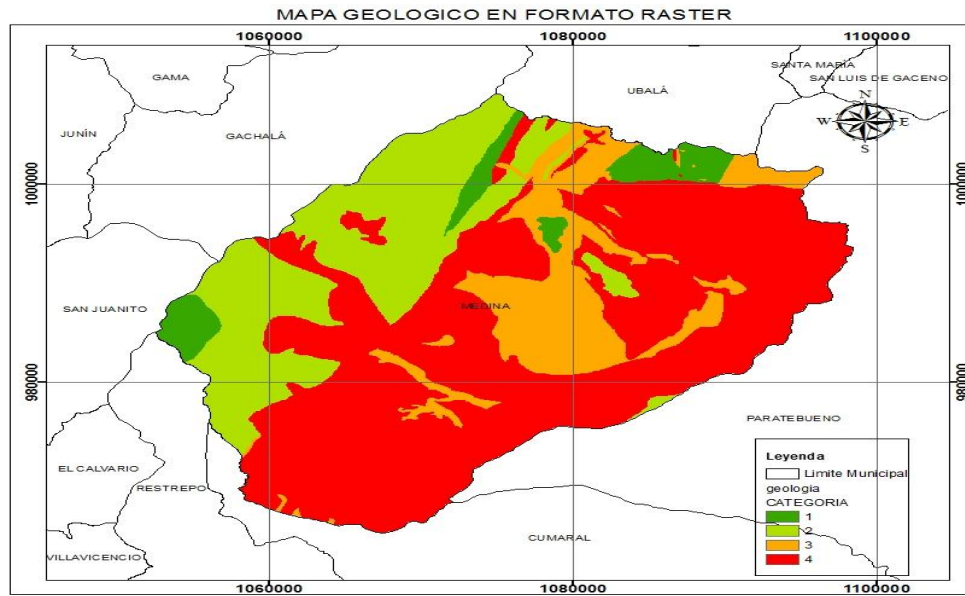 MAPA GEOLOGICO EN FORMATO RASTER
1060000
1080000
1100000
SANTA MARÍA
SAN LUIS DE GACENO
GAMA
UBALÁ
N
W
E
S
JUNÍN
GACHALÁ
1000000
1000000
SAN JUANITO
MEDINA
980000
980000
PARATEBUENO
Leyenda
Limite Municipal
geologia
CATEGORIA
1
2
3
4
EL CALVARIO
RESTREPO
CUMARAL
VILLAVICENCIO
1060000
1080000
1100000